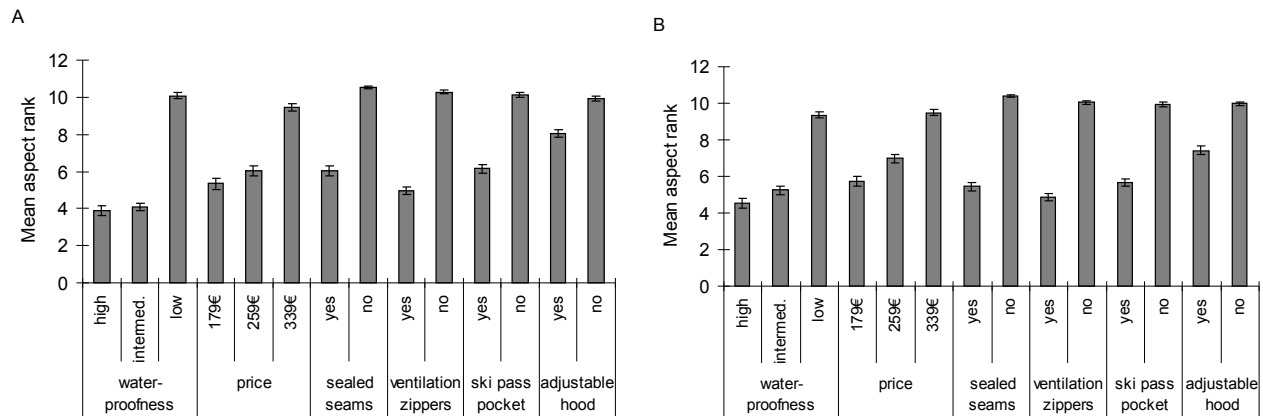 A
Mean aspect rank
12
10
8
6
4
2
0
high
intermed.
low
179€
259€
339€
yes
no
yes
no
yes
no
yes
no
water-
proofness
price
sealed
seams
ventilation
zippers
ski pass
pocket
adjustable
hood
B
Mean aspect rank
12
10
8
6
4
2
0
high
intermed.
low
179€
259€
339€
yes
no
yes
no
yes
no
yes
no
water-
proofness
price
sealed
seams
ventilation
zippers
ski pass
pocket
adjustable
hood